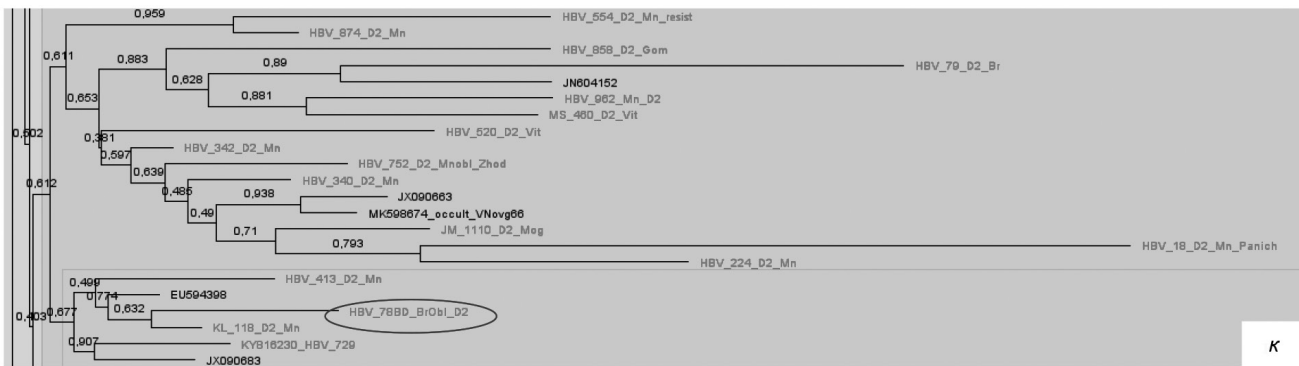 0,959
HBV_554_D2_Mn_resist
HBV_874_D2_Mn
0,611
0,883
HBV_858_D2_Gom
0,89
HBV_79_D2_Br
0,628
JN604152
0,653
0,881
HBV_962_Mn_D2
MS_460_D2_Vit
HBV_520_D2_Vit
0,502
0,381
0,597
HBV_342_D2_Mn
0,639
HBV_752_D2_Mnobl_Zhod
0,612
0,485
HBV_340_D2_Mn
0,938
JX090663
0,49
MK598674_occult_VNovg66
0,71
JM_1110_D2_Mog
0,793
HBV_18_D2_Mn_Panich
HBV_224_D2_Mn
0,499
HBV_413_D2_Mn
0,774
EU594398
0,403
0,677
0,632
HBV_78BD_BrObl_D2
KL_118_D2_Mn
0,907
KY816230_HBV_729
JX090683
к